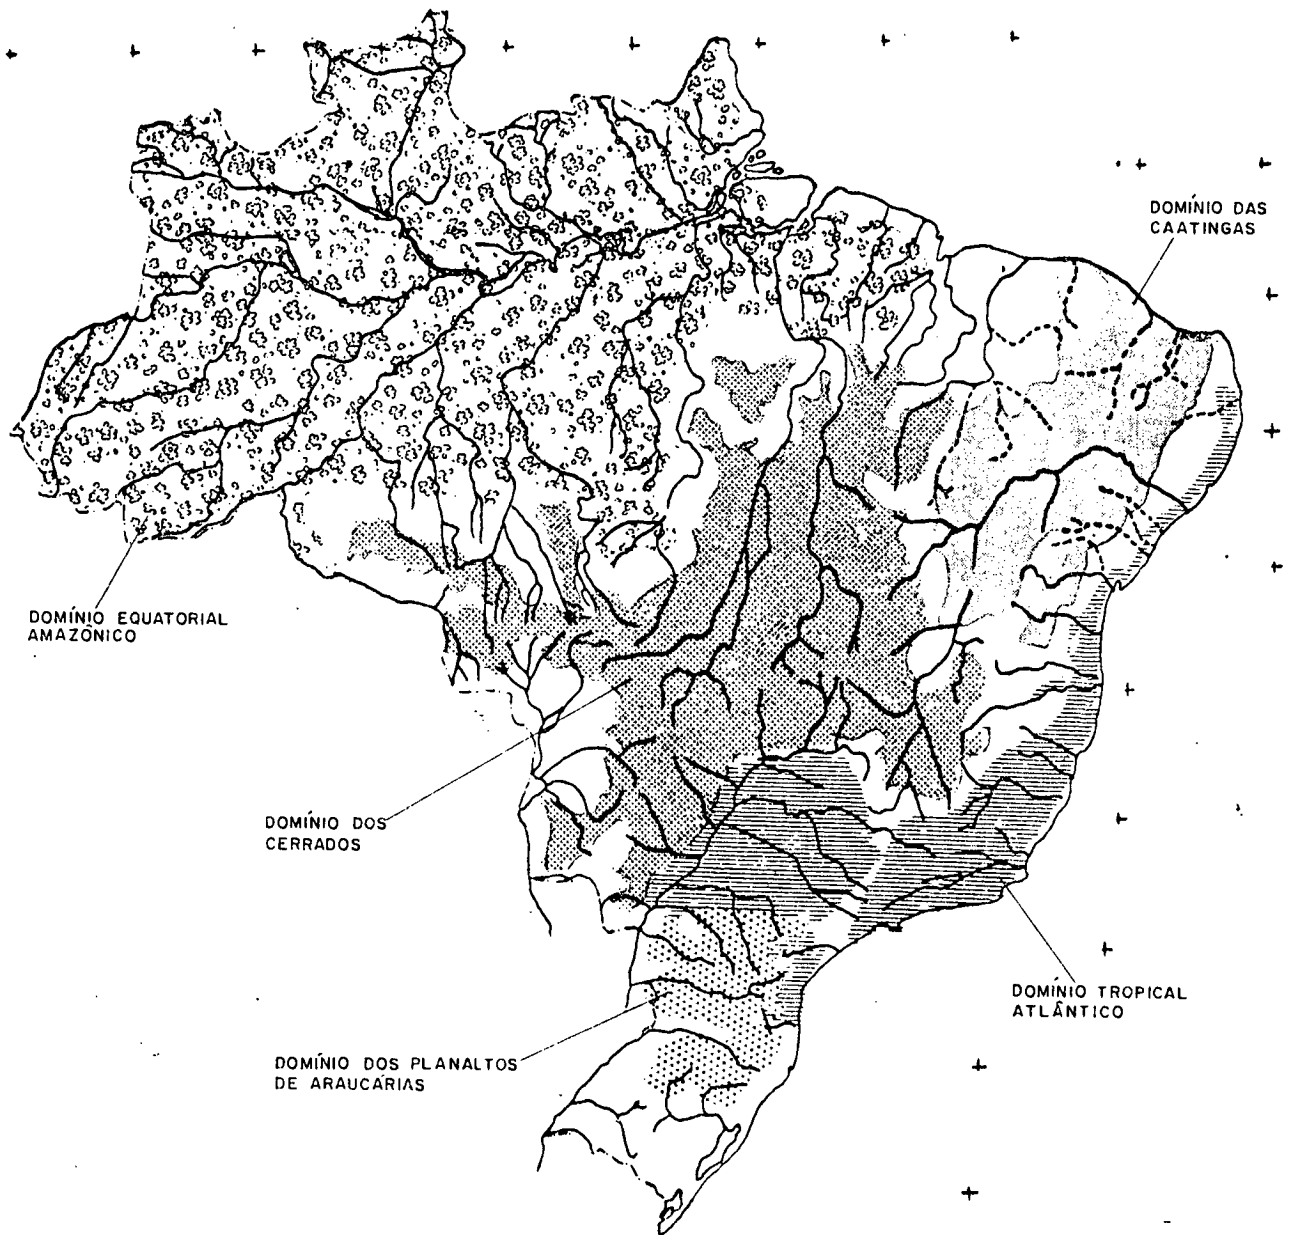 DOMÍNIO DAS
CAATINGAS
DOMÍNIO EQUATORIAL
AMAZÔNICO
DOMÍNIO DOS
CERRADOS
DOMÍNIO TROPICAL
ATLÂNTICO
DOMÍNIO DOS PLANALTOS
DE ARAUCÁRIAS